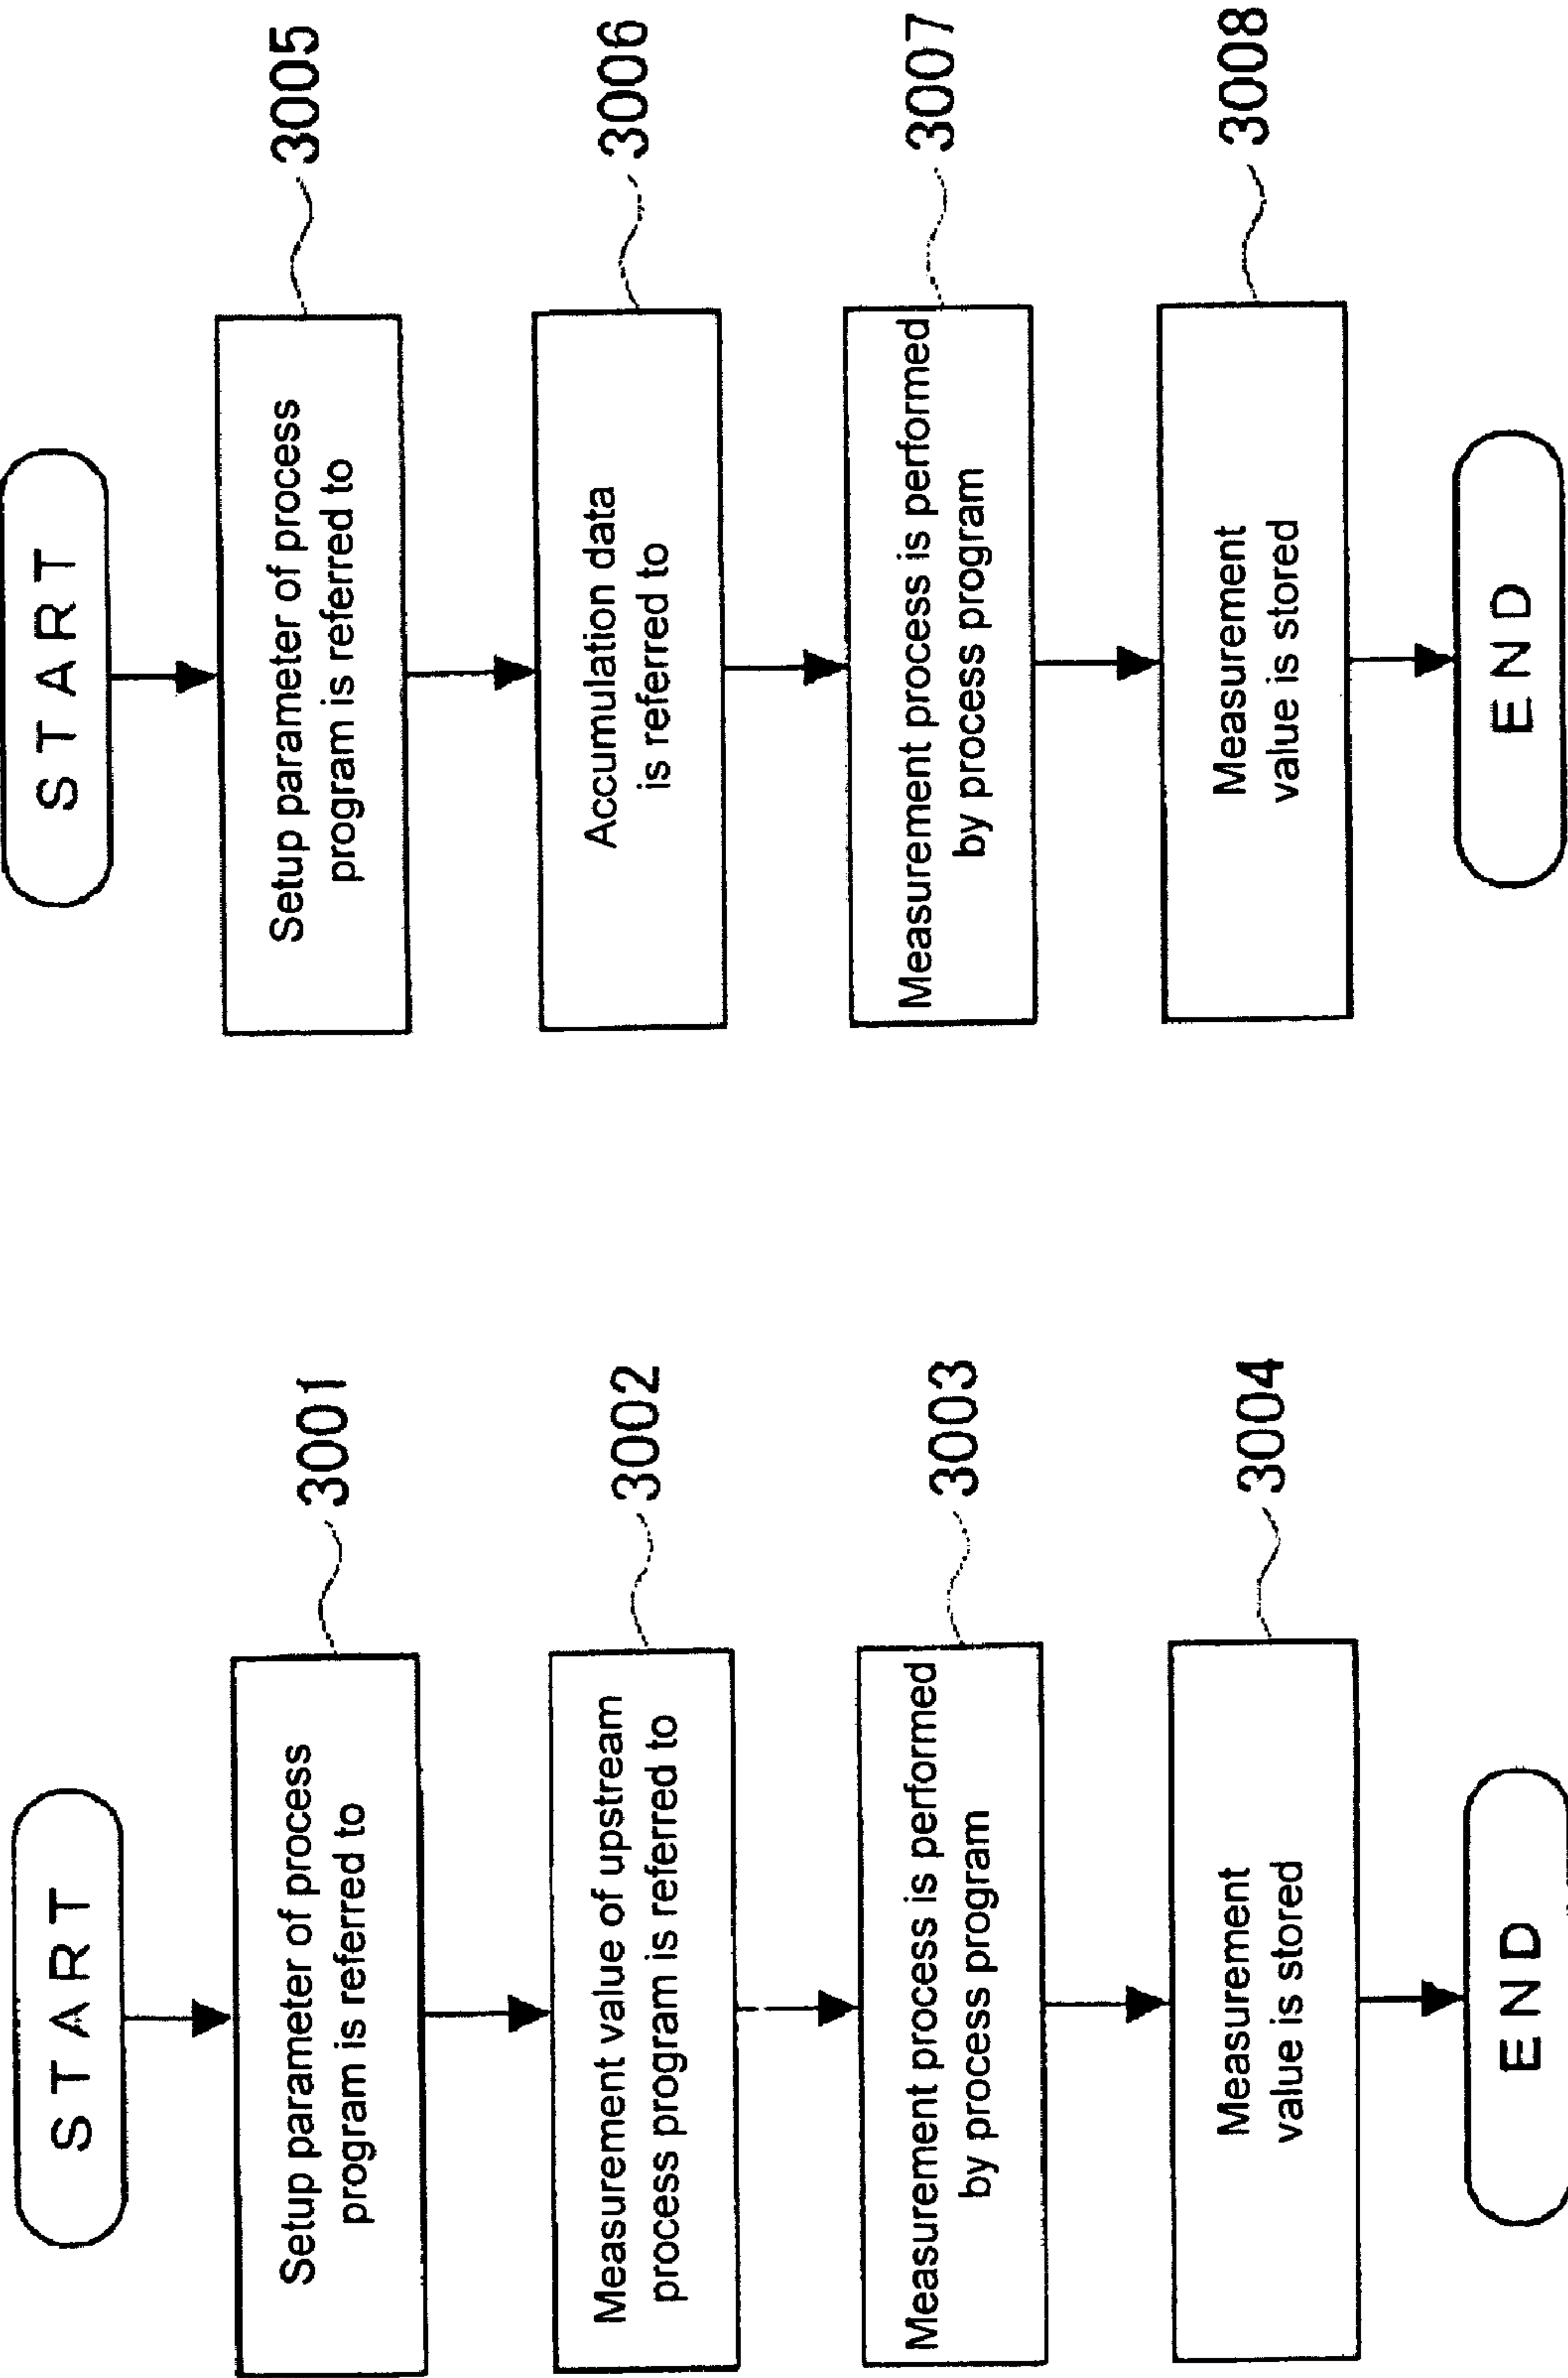 START
Setup parameter of process
program is referred to
3001
Measurement value of upstream
process program is referred to
3002
Measurement process is performed
by process program
3003
Measurement
value is stored
3004
END
START
Setup parameter of process
program is referred to
3005
Accumulation data
is referred to
3006
Measurement process is performed
by process program
3007
Measurement
value is stored
3008
END